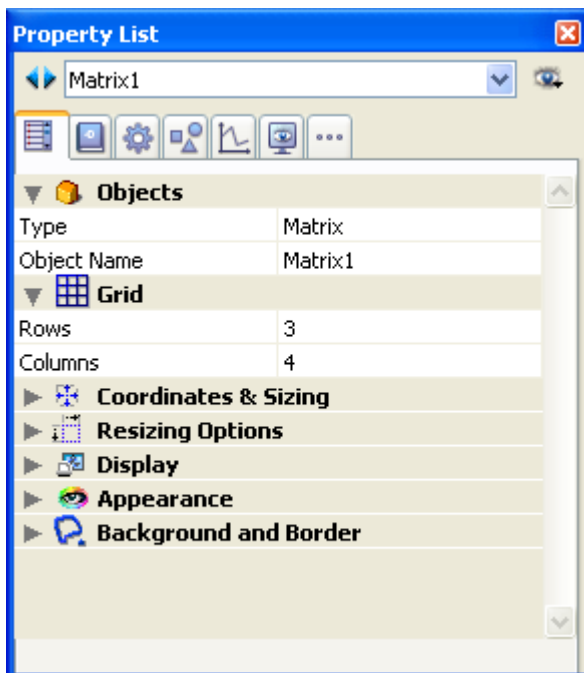 Property List
Matrix1
Objects
Type Matrix
Object Name Matrix1
Grid
Rows 3
Columns 4
Coordinates & Sizing
Resizing Options
Display
Appearance
Background and Border